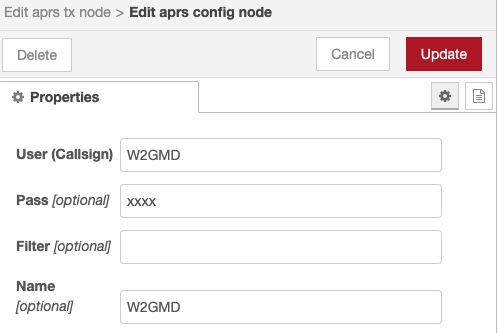 Edit aprs tx node > Edit aprs config node
Delete Cancel Update
Properties
User (Callsign) W2GMD
Pass [optional] xxxx
Filter [optional]
Name
[optional] W2GMD